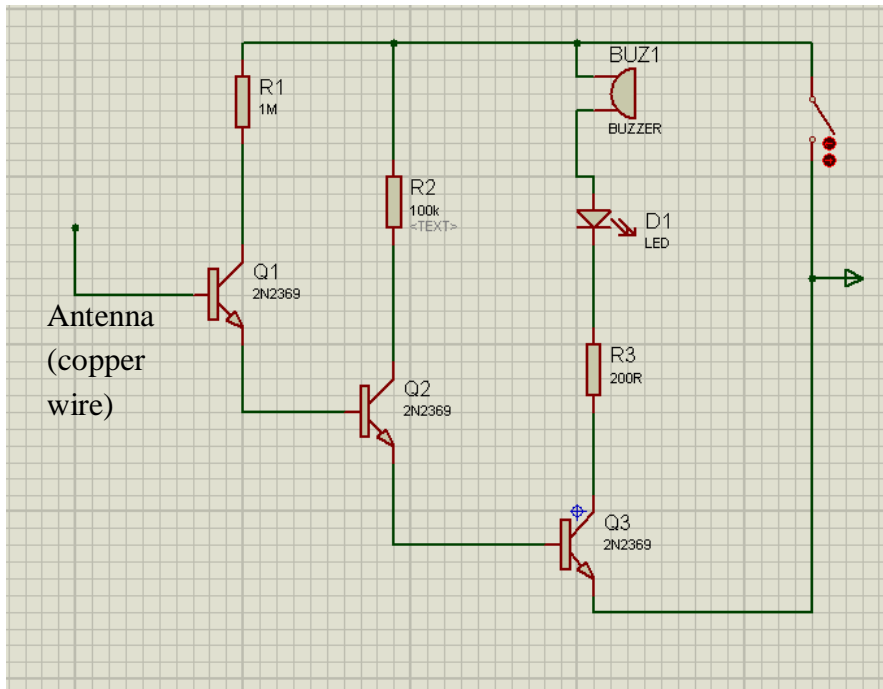 R1
1M
BUZ1
BUZZER
R2
100k
<TEXT>
D1
LED
Q1
2N2369
Antenna
(copper
wire)
R3
200R
Q2
2N2369
Q3
2N2369